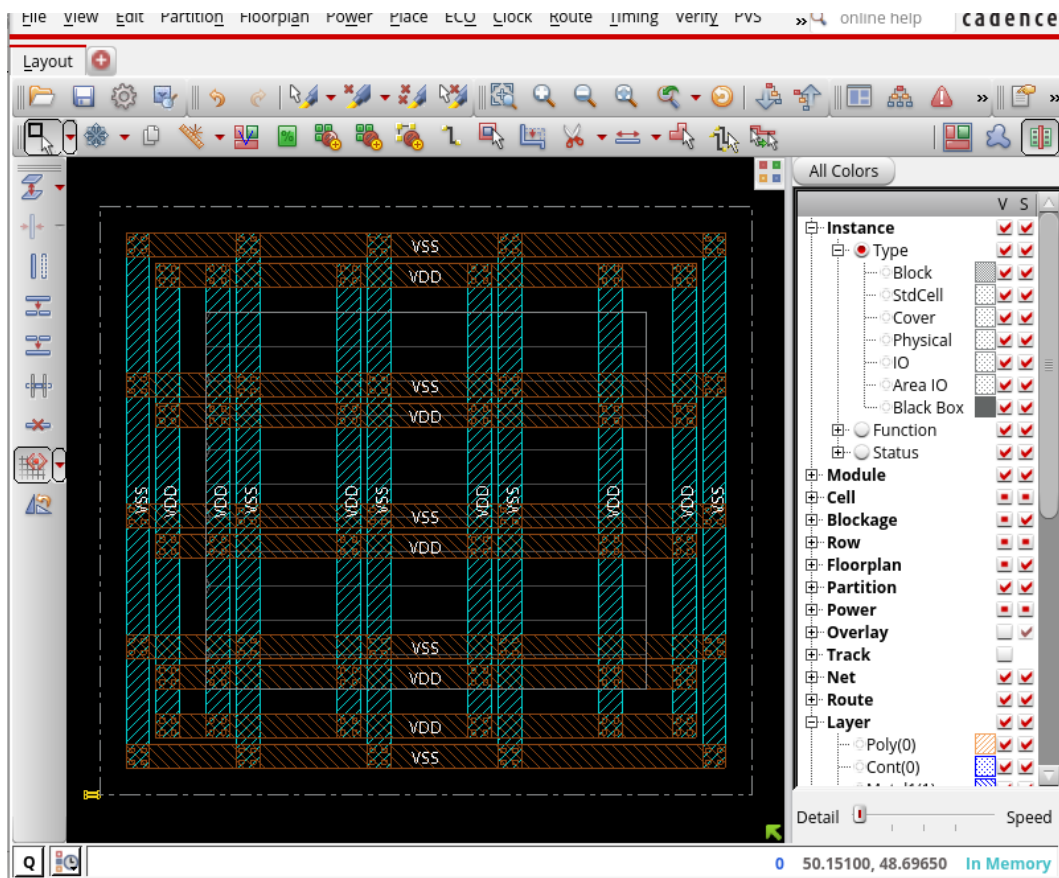 File View Edit Partition Floorplan Power Place ECO Clock Route Timing Verify PVS » online help cadence
Layout
»
»
All Colors
V S
Instance
Type
Block
StdCell
Cover
Physical
IO
Area IO
Black Box
Function
Status
Module
Cell
Blockage
Row
Floorplan
Partition
Power
Overlay
Track
Net
Route
Layer
Poly(0)
Cont(0)
VSS
VDD
VSS
VDD
VSS VDD VDD VSS VDD VSS VDD VSS VDD VSS
VSS
VDD
VSS
VDD
VDD
VSS
Detail Speed
Q 0 50.15100, 48.69650 In Memory